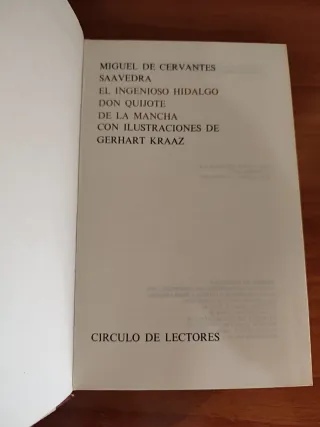 MIGUEL DE CERVANTES
SAAVEDRA
EL INGENIOSO HIDALGO
DON QUIJOTE
DE LA MANCHA
CON ILUSTRACIONES DE
GERHART KRAAZ
CIRCULO DE LECTORES